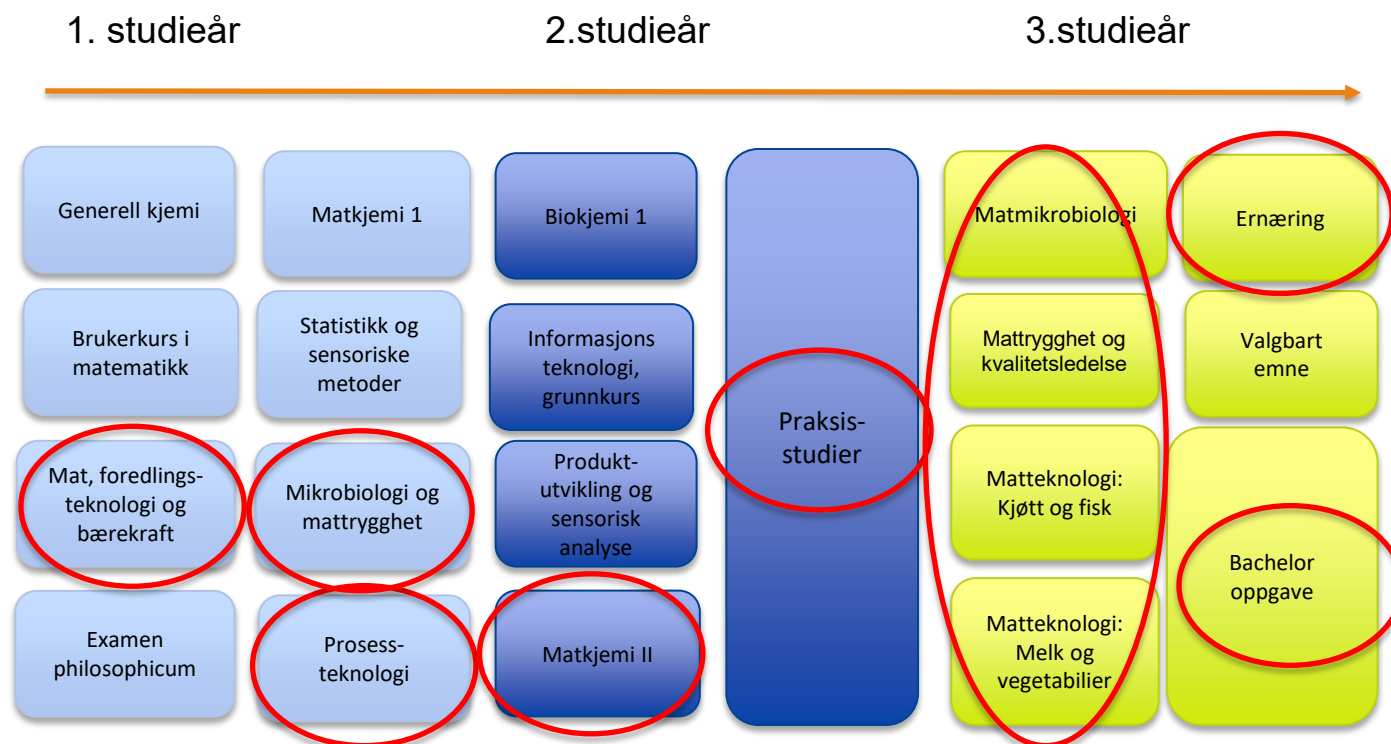 1. studieår
2.studieår
3.studieår
Generell kjemi
Brukerkurs i
matematikk
Mat, foredlings-
teknologi og
bærekraft
Examen
philosophicum
Matkjemi 1
Statistikk og
sensoriske
metoder
Mikrobiologi og
mattrygghet
Prosess-
teknologi
Biokjemi 1
Informasjons
teknologi,
grunnkurs
Produkt-
utvikling og
sensorisk
analyse
Matkjemi II
Praksis-
studier
Matmikrobiologi
Mattrygghet og
kvalitetsledelse
Matteknologi:
Kjøtt og fisk
Matteknologi:
Melk og
vegetabilier
Ernæring
Valgbart
emne
Bachelor
oppgave